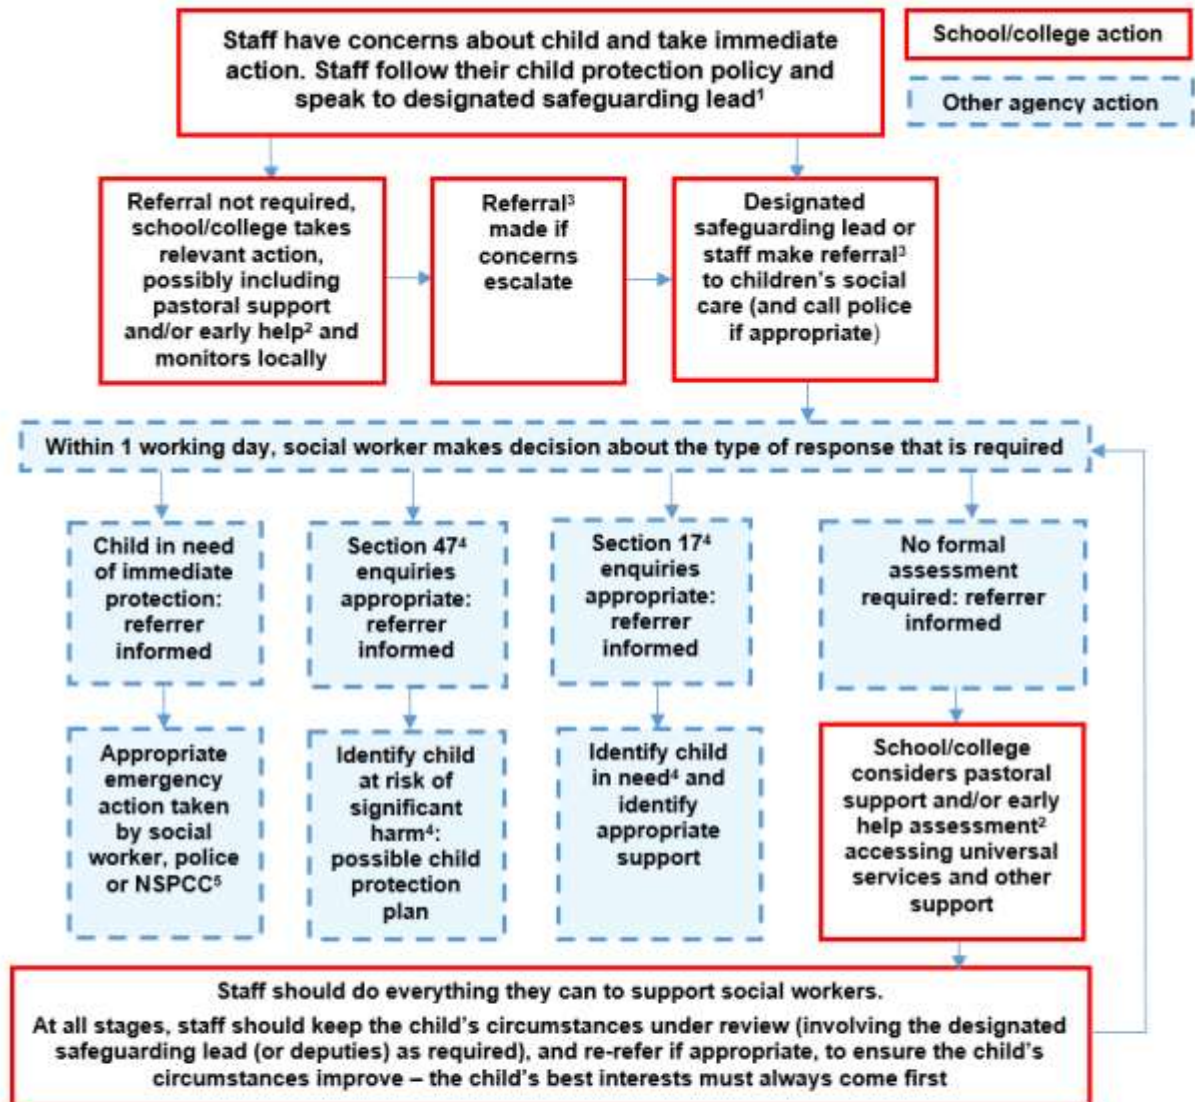 Staff have concerns about child and take immediate
action. Staff follow their child protection policy and
speak to designated safeguarding lead¹
School/college action
Other agency action
Referral not required,
school/college takes
relevant action,
possibly including
pastoral support
and/or early help² and
monitors locally
Referral³
made if
concerns
escalate
Designated
safeguarding lead or
staff make referral³
to children’s social
care (and call police
if appropriate)
Within 1 working day, social worker makes decision about the type of response that is required
Child in need
of immediate
protection:
referrer
informed
Section 47⁴
enquiries
appropriate:
referrer
informed
Section 17⁴
enquiries
appropriate:
referrer
informed
No formal
assessment
required: referrer
informed
Appropriate
emergency
action taken
by social
worker, police
or NSPCC⁵
Identify child
at risk of
significant
harm⁴:
possible child
protection
plan
Identify child
in need⁴ and
identify
appropriate
support
School/college
considers pastoral
support and/or early
help assessment²
accessing universal
services and other
support
Staff should do everything they can to support social workers.
At all stages, staff should keep the child’s circumstances under review (involving the designated
safeguarding lead (or deputies) as required), and re-refer if appropriate, to ensure the child’s
circumstances improve – the child’s best interests must always come first